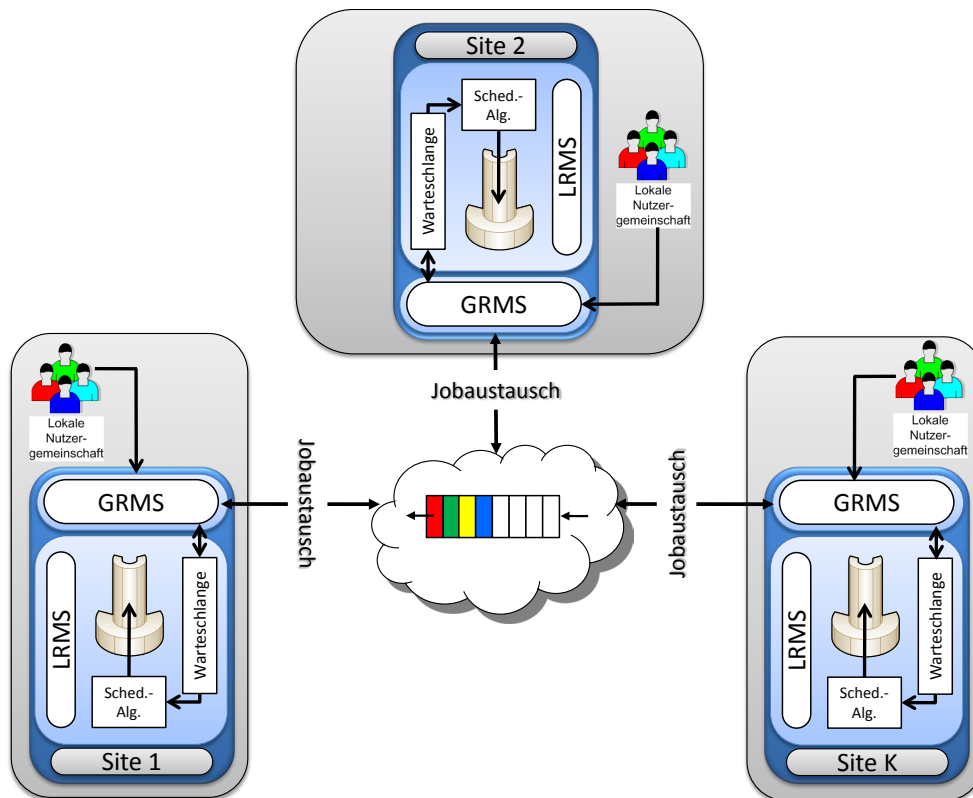 Site 2
Sched.-
Alg.
Warteschlange
LRMS
Lokale
Nutzer-
gemeinschaft
GRMS
Jobaustausch
Lokale
Nutzer-
gemeinschaft
GRMS
LRMS
Warteschlange
Sched.-
Alg.
Site 1
Jobaustausch
Jobaustausch
Lokale
Nutzer-
gemeinschaft
GRMS
LRMS
Warteschlange
Sched.-
Alg.
Site K